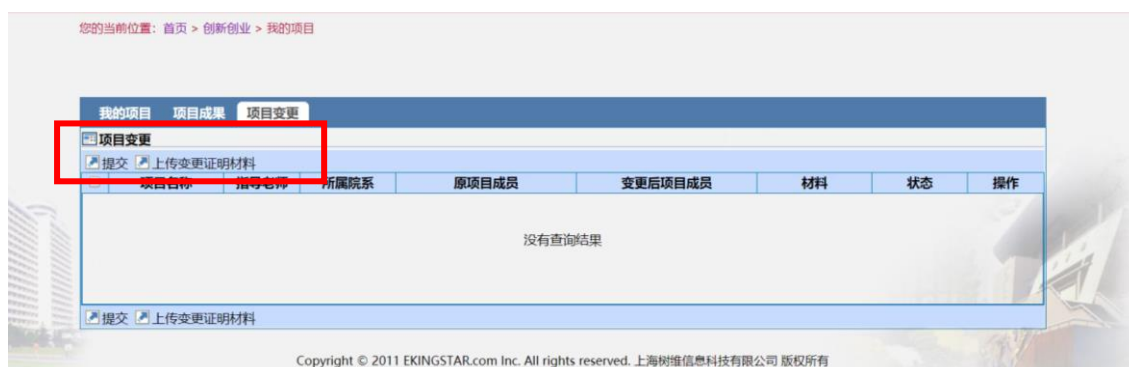 您的当前位置：首页 > 创新创业 > 我的项目
我的项目 项目成果 项目变更
项目变更
提交 上传变更证明材料
项目名称 指导老师 所属院系 原项目成员 变更后项目成员 材料 状态 操作
没有查询结果
提交 上传变更证明材料
Copyright © 2011 EKINGSTAR.com Inc. All rights reserved. 上海树维信息科技有限公司 版权所有